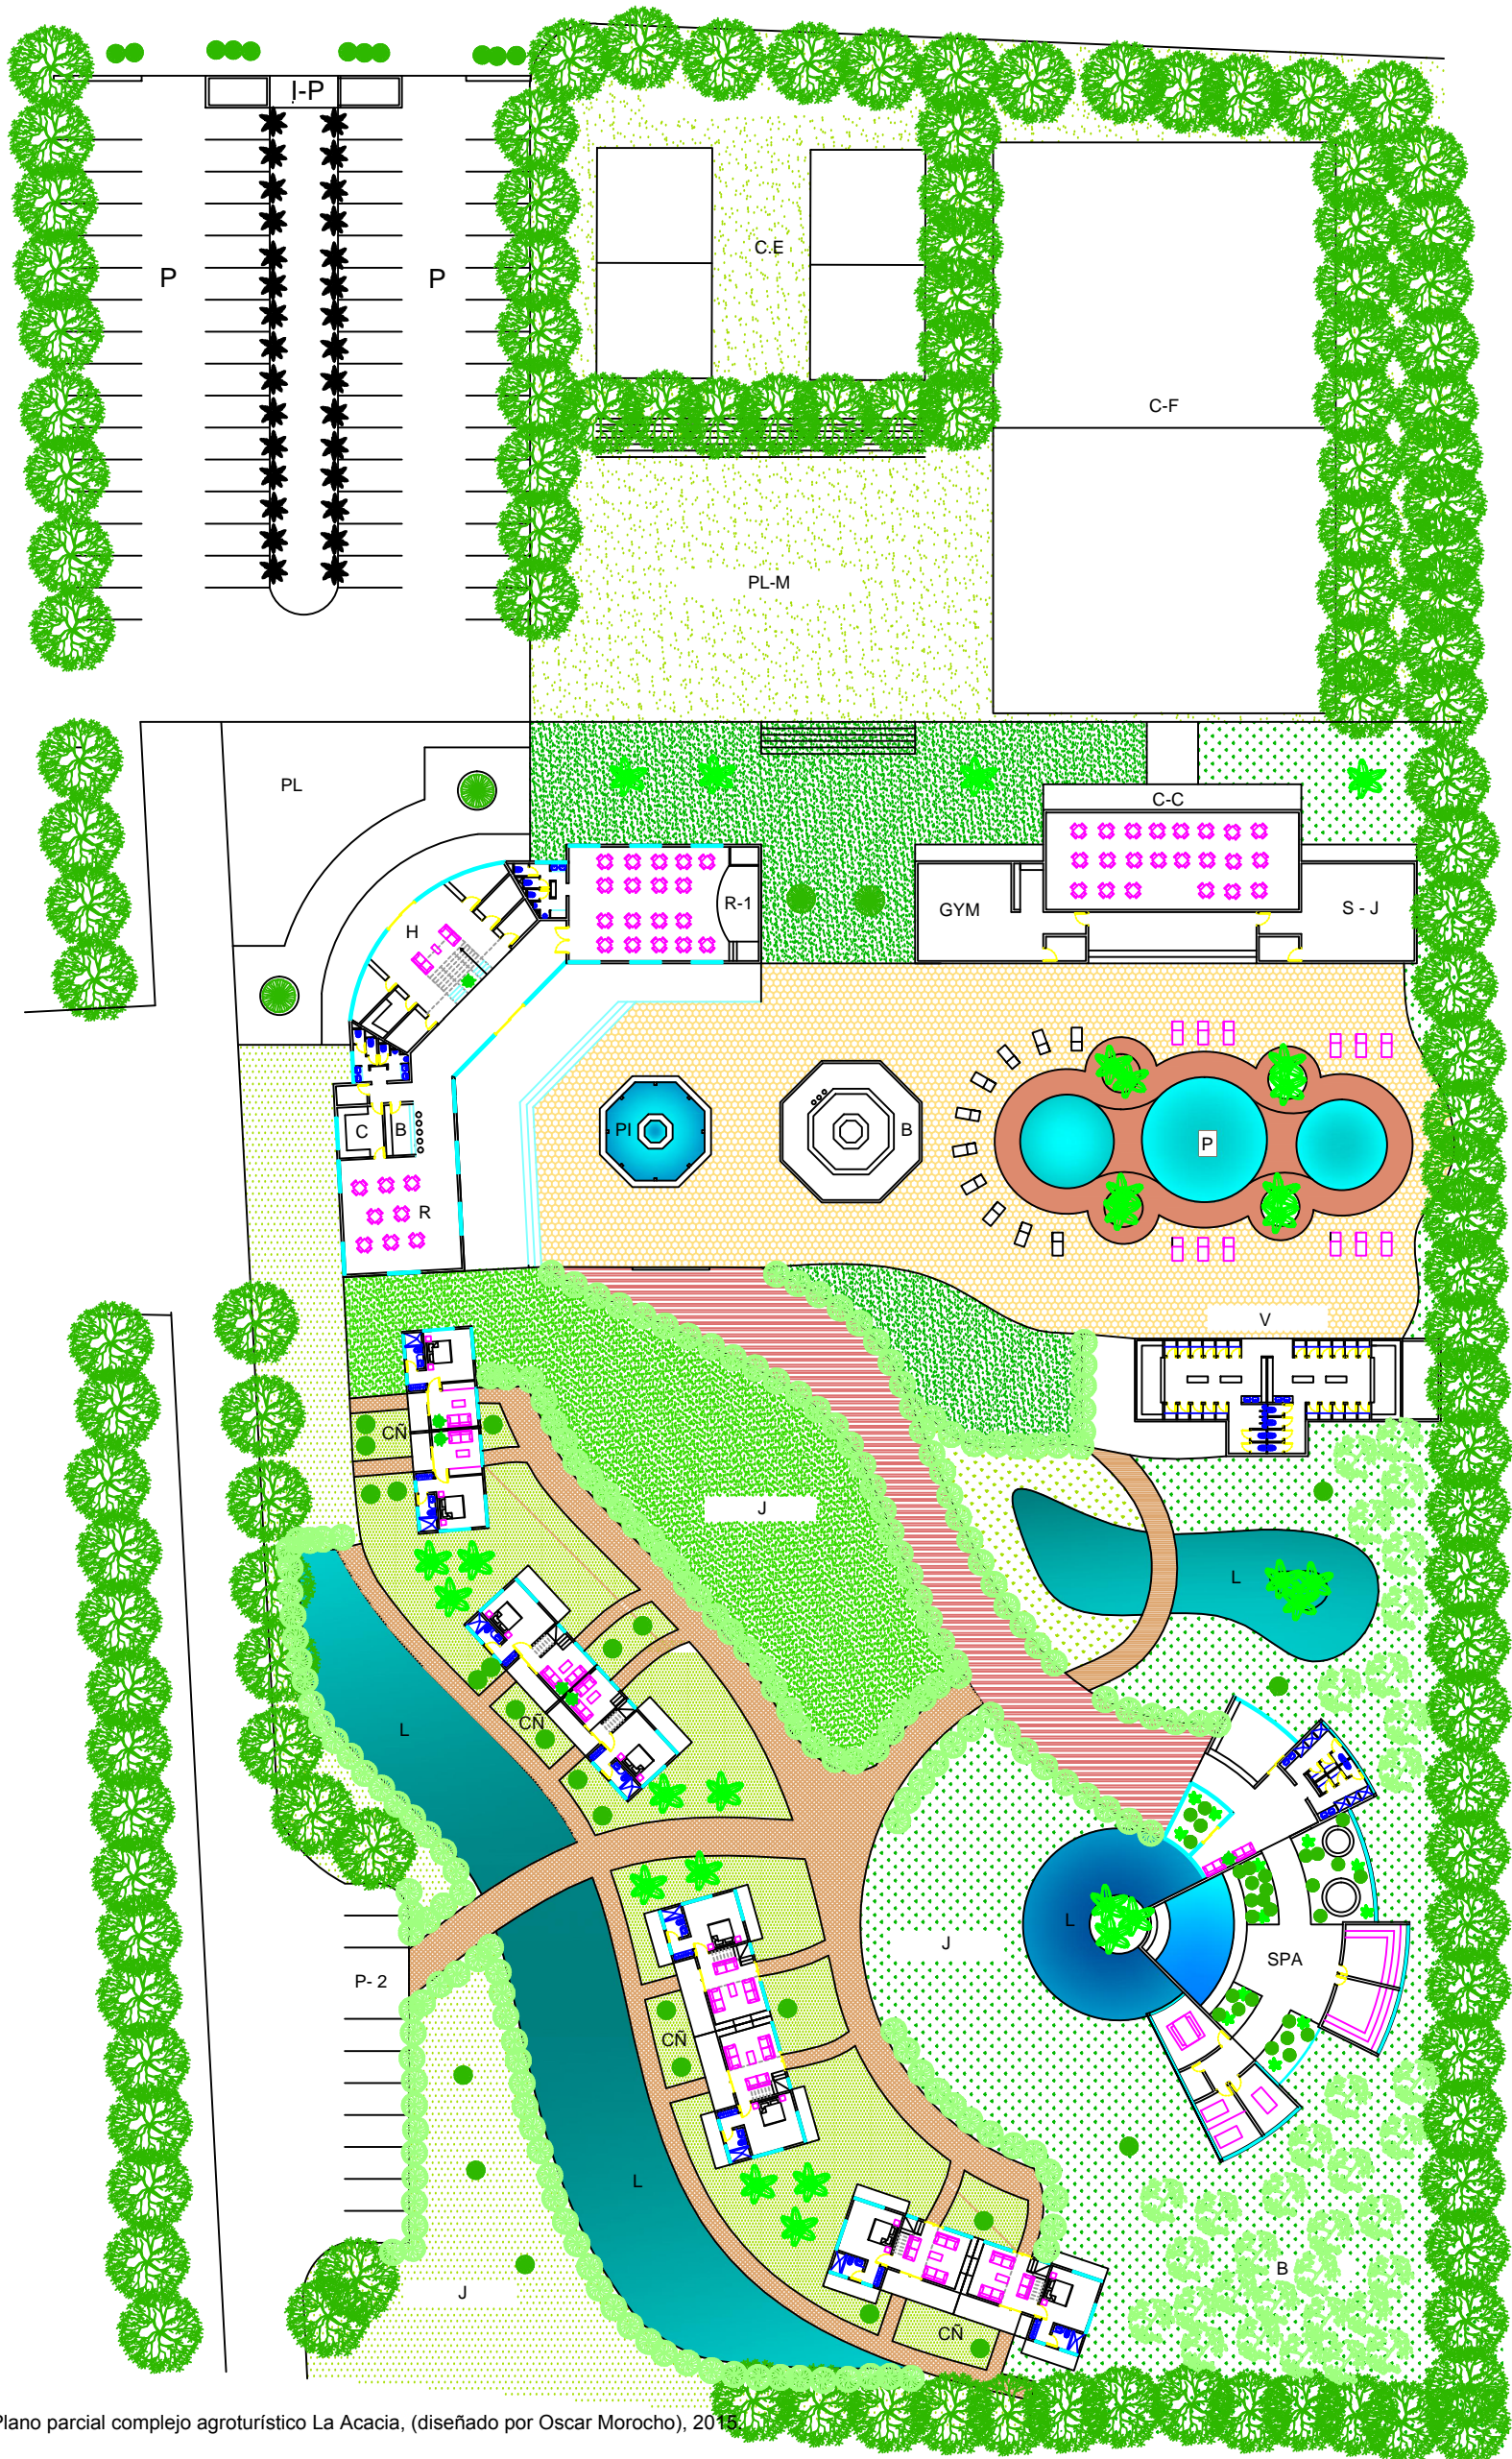 I-P
P
P
C.E
C-F
PL-M
PL
C-C
H
R-1
GYM
S - J
C
B
PI
B
P
R
V
CÑ
J
L
L
CÑ
L
J
SPA
P- 2
CÑ
L
J
B
CÑ
Plano parcial complejo agroturístico La Acacia, (diseñado por Oscar Morocho), 2015.